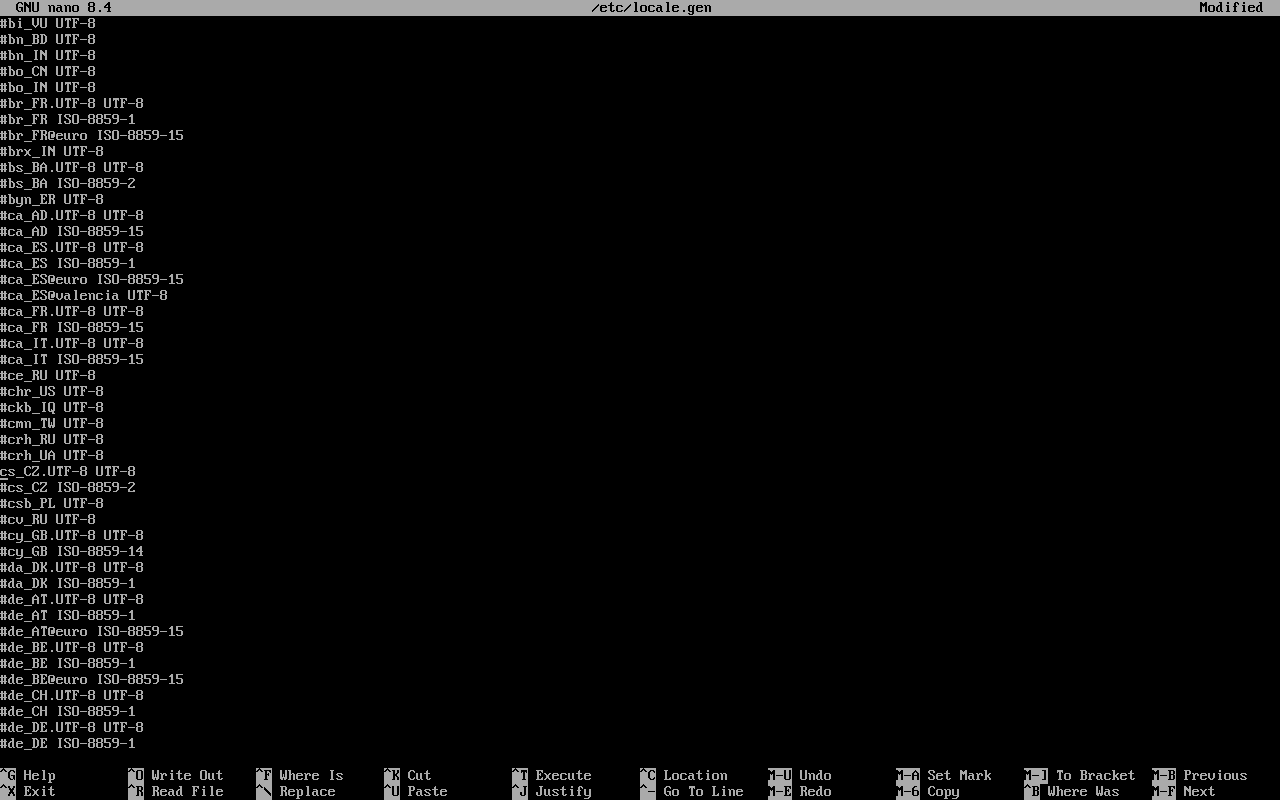 GNU nano 8.4 /etc/locale.gen Modified
#bi_VU UTF-8
#bn_BD UTF-8
#bn_IN UTF-8
#bo_CN UTF-8
#bo_IN UTF-8
#br_FR.UTF-8 UTF-8
#br_FR ISO-8859-1
#br_FR@euro ISO-8859-15
#brx_IN UTF-8
#bs_BA.UTF-8 UTF-8
#bs_BA ISO-8859-2
#byn_ER UTF-8
#ca_AD.UTF-8 UTF-8
#ca_AD ISO-8859-15
#ca_ES.UTF-8 UTF-8
#ca_ES ISO-8859-1
#ca_ES@euro ISO-8859-15
#ca_ES@valencia UTF-8
#ca_FR.UTF-8 UTF-8
#ca_FR ISO-8859-15
#ca_IT.UTF-8 UTF-8
#ca_IT ISO-8859-15
#ce_RU UTF-8
#chr_US UTF-8
#ckb_IQ UTF-8
#cmn_TW UTF-8
#crh_RU UTF-8
#crh_UA UTF-8
cs_CZ.UTF-8 UTF-8
#cs_CZ ISO-8859-2
#csb_PL UTF-8
#cv_RU UTF-8
#cy_GB.UTF-8 UTF-8
#cy_GB ISO-8859-14
#da_DK.UTF-8 UTF-8
#da_DK ISO-8859-1
#de_AT.UTF-8 UTF-8
#de_AT ISO-8859-1
#de_AT@euro ISO-8859-15
#de_BE.UTF-8 UTF-8
#de_BE ISO-8859-1
#de_BE@euro ISO-8859-15
#de_CH.UTF-8 UTF-8
#de_CH ISO-8859-1
#de_DE.UTF-8 UTF-8
#de_DE ISO-8859-1
^G Help ^O Write Out ^F Where Is ^K Cut ^T Execute ^C Location M-U Undo M-A Set Mark M-] To Bracket M-B Previous
^X Exit ^R Read File ^\ Replace ^U Paste ^J Justify ^- Go To Line M-E Redo M-6 Copy ^B Where Was M-F Next